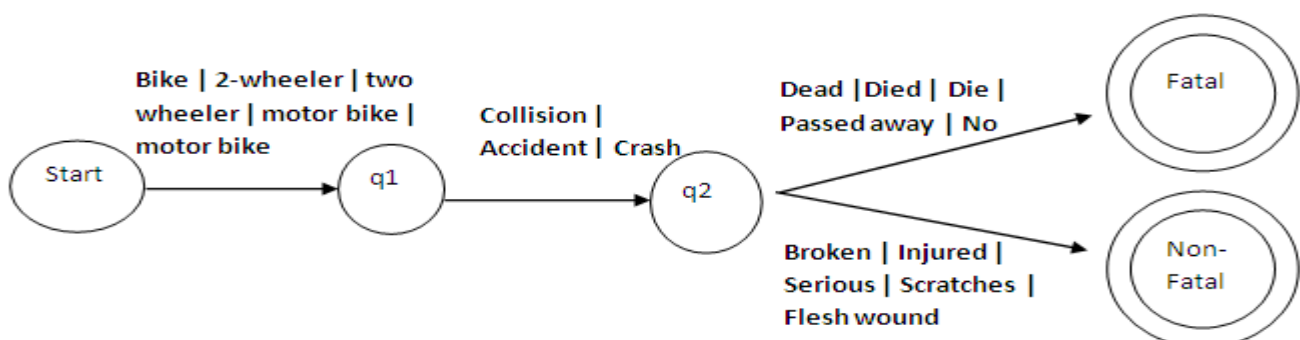 Start
Bike | 2-wheeler | two
wheeler | motor bike |
motor bike
q1
Collision |
Accident | Crash
q2
Dead |Died | Die |
Passed away | No
Fatal
Broken | Injured |
Serious | Scratches |
Flesh wound
Non-
Fatal